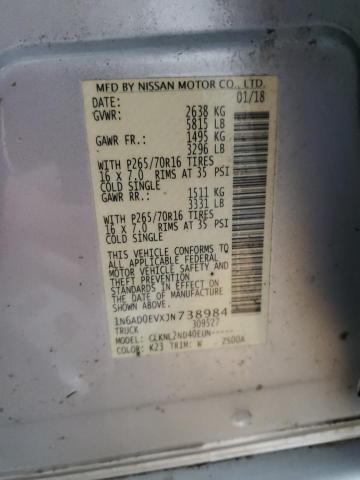 MFD BY NISSAN MOTOR CO., LTD.
DATE: 01/18
GVWR: 2638 KG
5815 LB
GAWR FR.: 1495 KG
3296 LB
WITH P265/70R16 TIRES
16 X 7.0 RIMS AT 35 PSI
COLD SINGLE
GAWR RR.: 1511 KG
3331 LB
WITH P265/70R16 TIRES
16 X 7.0 RIMS AT 35 PSI
COLD SINGLE
THIS VEHICLE CONFORMS TO
ALL APPLICABLE FEDERAL
MOTOR VEHICLE SAFETY AND
THEFT PREVENTION
STANDARDS IN EFFECT ON
THE DATE OF MANUFACTURE
SHOWN ABOVE.
1N6AD0EVXJN738984
TRUCK 309527
MODEL: CLKNL2ND40EUN-----
COLOR: K23 TRIM: W 2500A